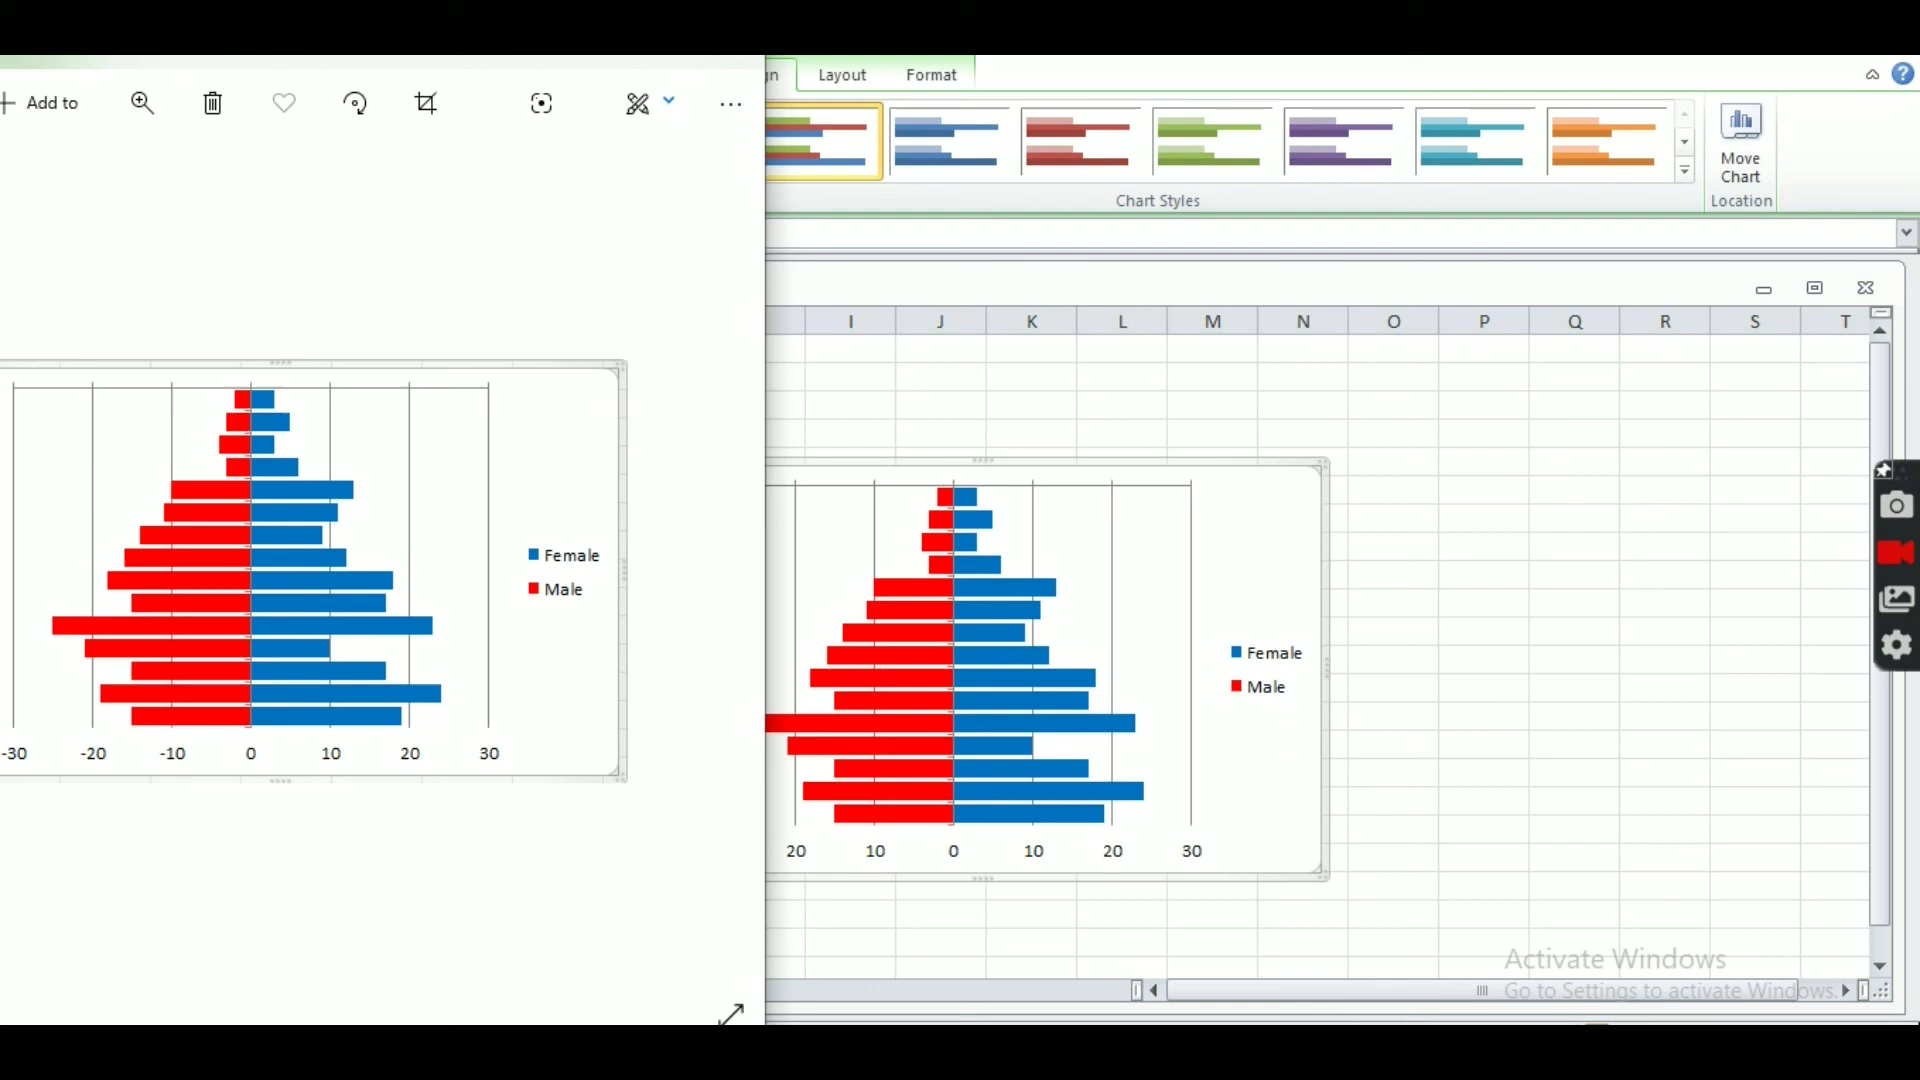 Add to
gn
Layout
Format
Move
Chart
Chart Styles
Location
I J K L M N O P Q R S T
Female
Male
-30 -20 -10 0 10 20 30
Female
Male
20 10 0 10 20 30
Activate Windows
Go to Settings to activate Windows.